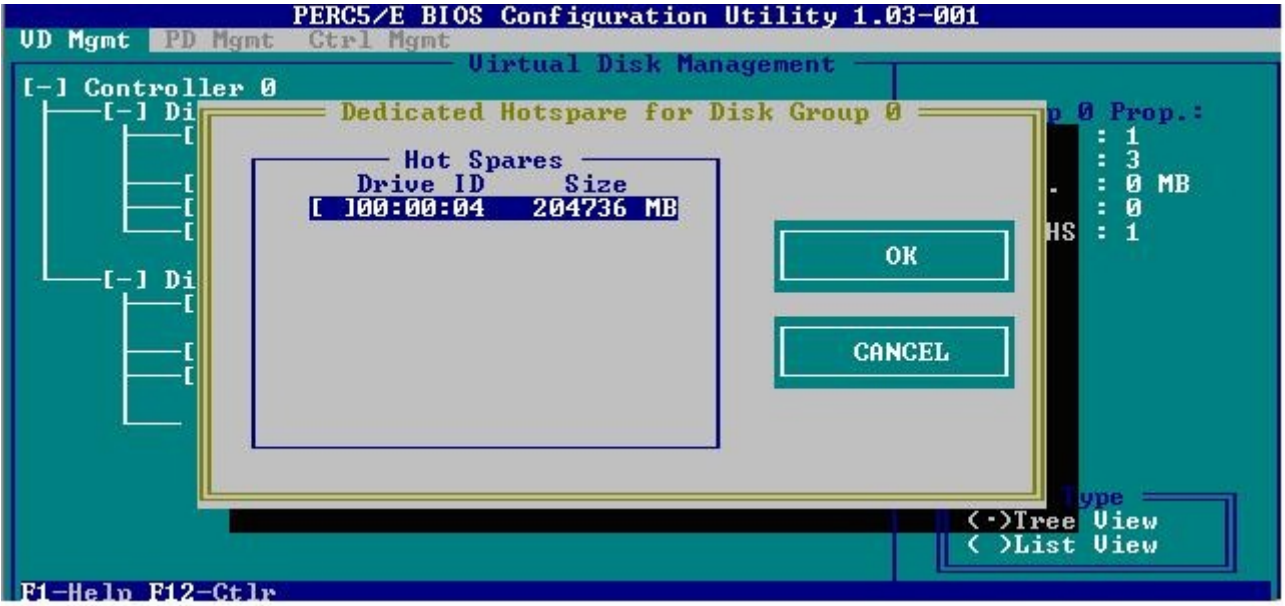 PERC5/E BIOS Configuration Utility 1.03-001
VD Mgmt PD Mgmt Ctrl Mgmt
Virtual Disk Management
[-] Controller 0
[-] Di
[
[
[
[
[-] Di
[
[
[
Dedicated Hotspare for Disk Group 0
Hot Spares
Drive ID Size
[ ]00:00:04 204736 MB
OK
CANCEL
p 0 Prop.:
: 1
: 3
. : 0 MB
: 0
HS : 1
Type
(·)Tree View
( )List View
F1-Help F12-Ctlr